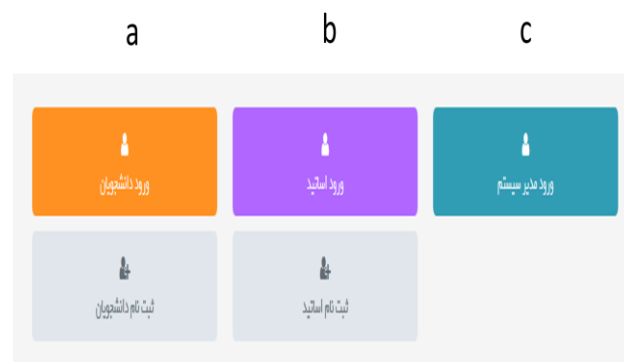 a b c
ورود دانشجویان
ورود اساتید
ورود مدیر سیستم
ثبت نام دانشجویان
ثبت نام اساتید